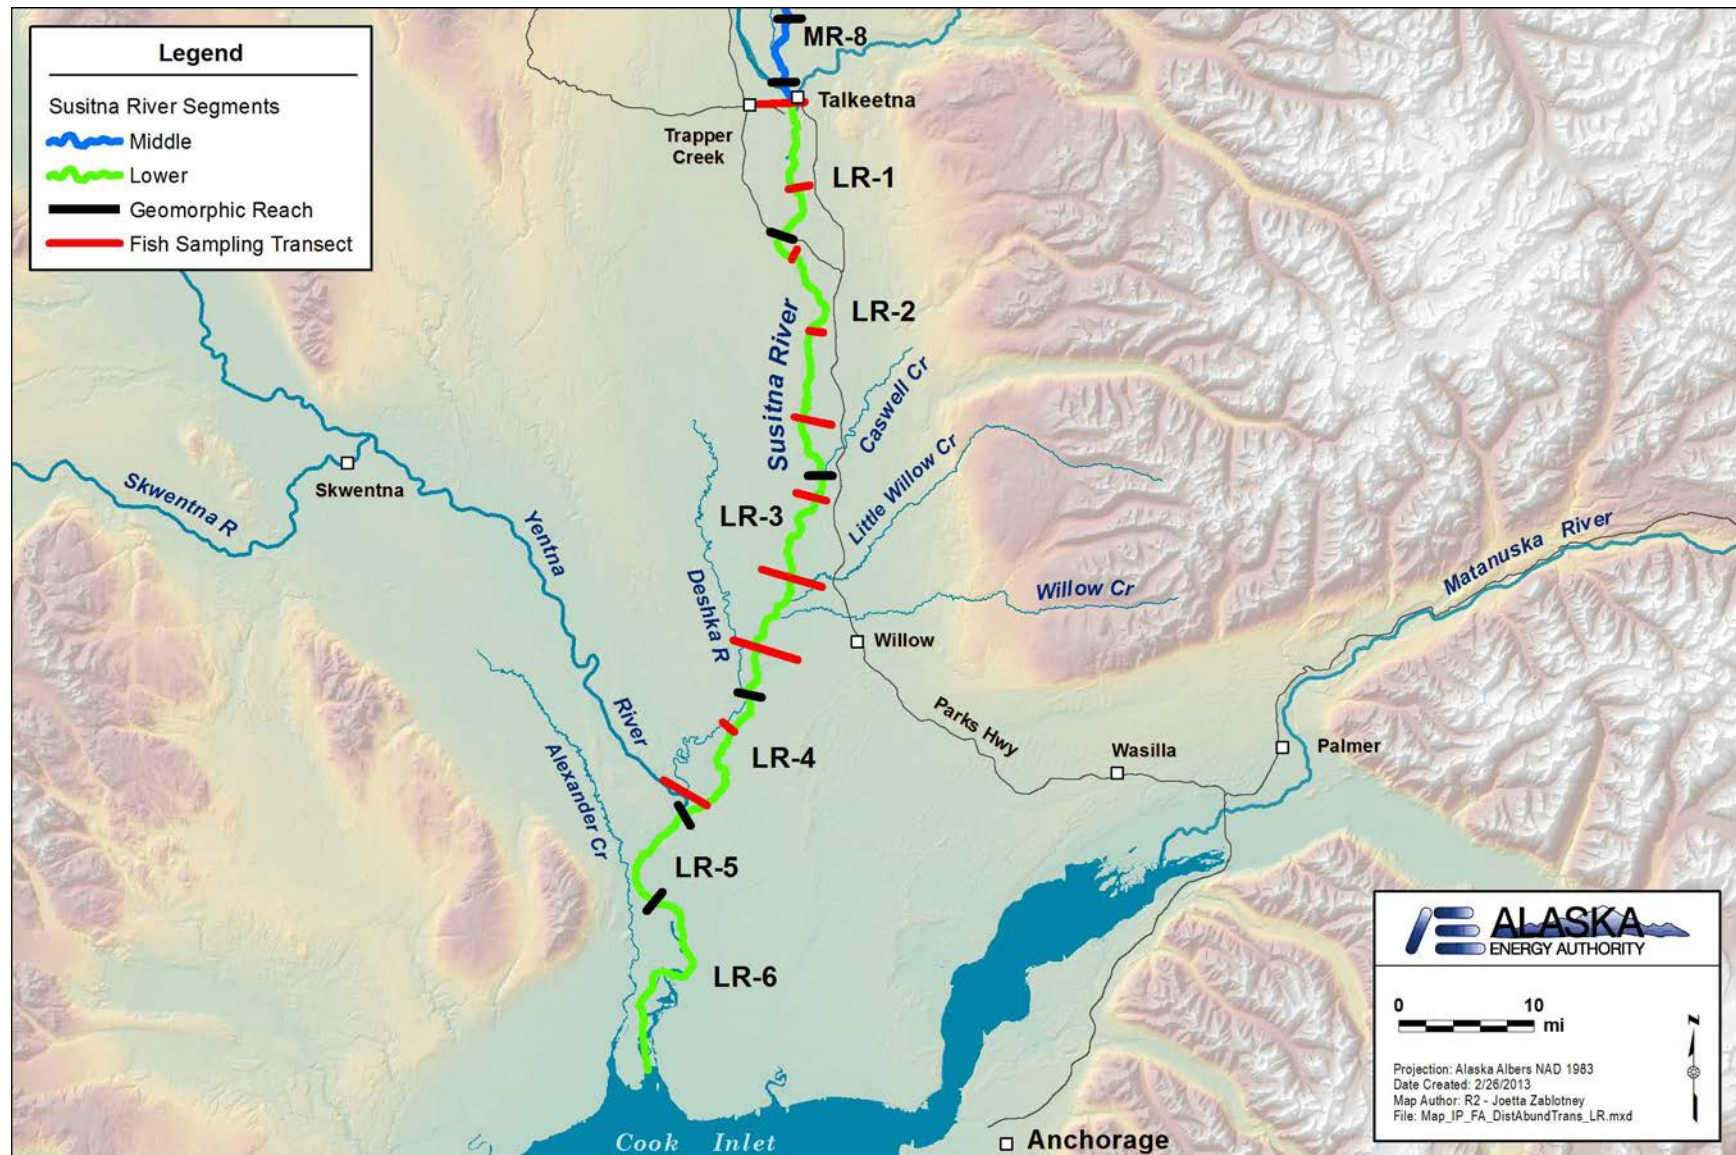 Legend
Susitna River Segments
Middle
Lower
Geomorphic Reach
Fish Sampling Transect
MR-8
Talkeetna
Trapper
Creek
LR-1
LR-2
Susitna River
Caswell Cr
Little Willow Cr
LR-3
Skwentna
Skwentna R
Yentna
River
Deshka R
Willow Cr
Matanuska River
Willow
Parks Hwy
Wasilla
Palmer
LR-4
Alexander Cr
LR-5
LR-6
Cook Inlet
Anchorage
ALASKA
ENERGY AUTHORITY
0 10
mi
N
Projection: Alaska Albers NAD 1983
Date Created: 2/26/2013
Map Author: R2 - Joetta Zablotney
File: Map_IP_FA_DistAbundTrans_LR.mxd